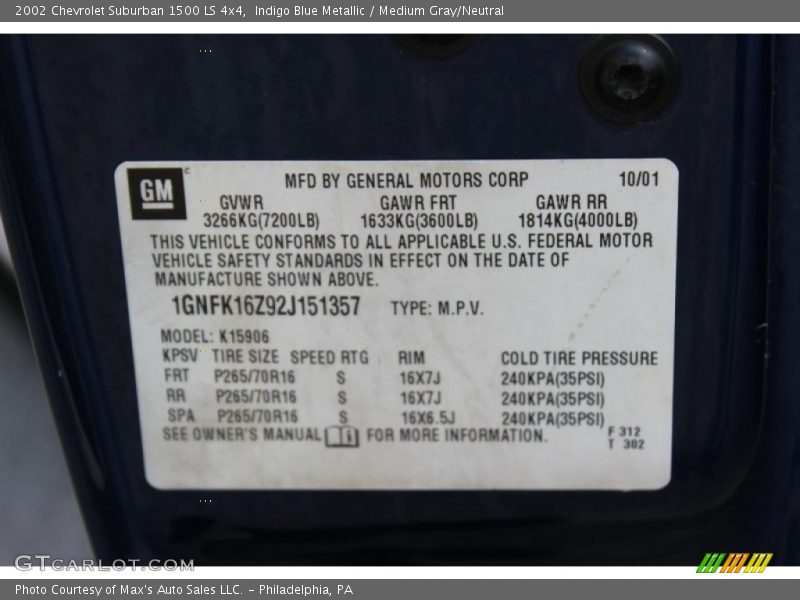 2002 Chevrolet Suburban 1500 LS 4x4, Indigo Blue Metallic / Medium Gray/Neutral
GM MFD BY GENERAL MOTORS CORP 10/01
GVWR GAWR FRT GAWR RR
3266KG(7200LB) 1633KG(3600LB) 1814KG(4000LB)
THIS VEHICLE CONFORMS TO ALL APPLICABLE U.S. FEDERAL MOTOR
VEHICLE SAFETY STANDARDS IN EFFECT ON THE DATE OF
MANUFACTURE SHOWN ABOVE.
1GNFK16Z92J151357 TYPE: M.P.V.
MODEL: K15906
KPSV TIRE SIZE SPEED RTG RIM COLD TIRE PRESSURE
FRT P265/70R16 S 16X7J 240KPA(35PSI)
RR P265/70R16 S 16X7J 240KPA(35PSI)
SPA P265/70R16 S 16X6.5J 240KPA(35PSI)
SEE OWNER'S MANUAL FOR MORE INFORMATION.
F 312
T 302
GTCARLOT.COM
Photo Courtesy of Max's Auto Sales LLC. - Philadelphia, PA